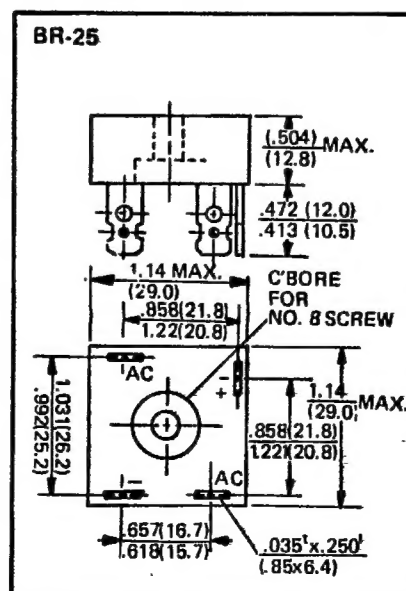 BR-25
(.504) MAX.
(12.8)
.472 (12.0)
.413 (10.5)
1.14 MAX.
(29.0)
C'BORE
FOR
NO. 8 SCREW
.858(21.8)
1.22(20.8)
AC
-
+
1.031(26.2)
.992(25.2)
1.14 MAX.
(29.0)
.858(21.8)
1.221(20.8)
-
AC
.657(16.7)
.618(15.7)
.035ᵗ x.250ᵗ
(.85x6.4)